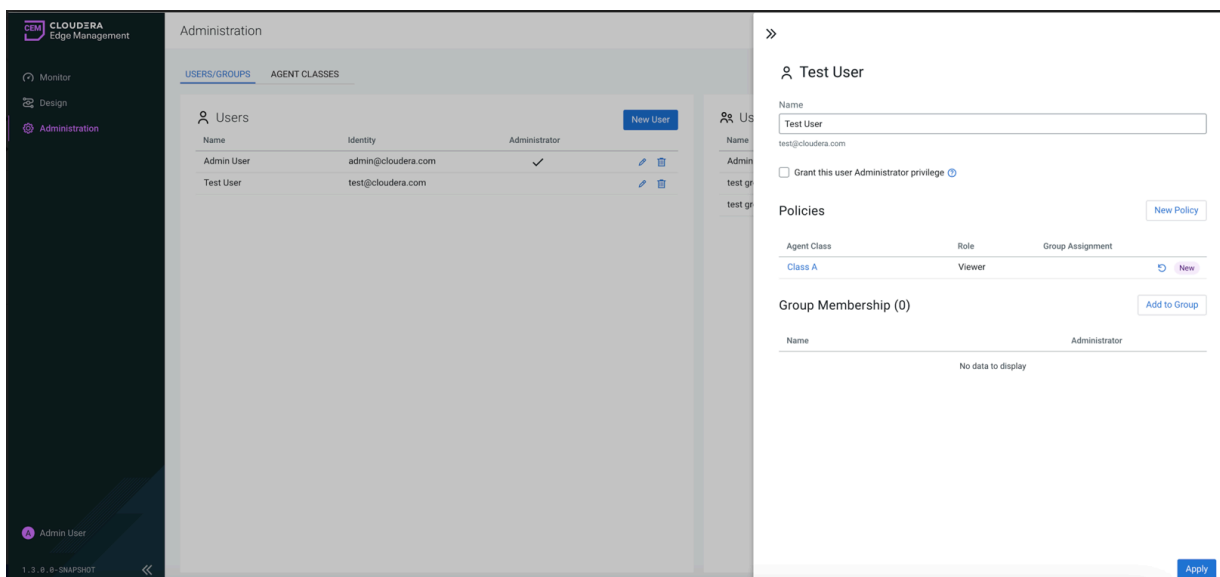 CEM CLOUDERA
Edge Management
Monitor
Design
Administration
A Admin User
1.3.0.0-SNAPSHOT
Administration
USERS/GROUPS AGENT CLASSES
Users New User
Name Identity Administrator
Admin User admin@cloudera.com
Test User test@cloudera.com
Us
Name
Admin
test gr
test gr
Test User
Name
Test User
test@cloudera.com
Grant this user Administrator privilege ?
Policies New Policy
Agent Class Role Group Assignment
Class A Viewer New
Group Membership (0) Add to Group
Name Administrator
No data to display
Apply